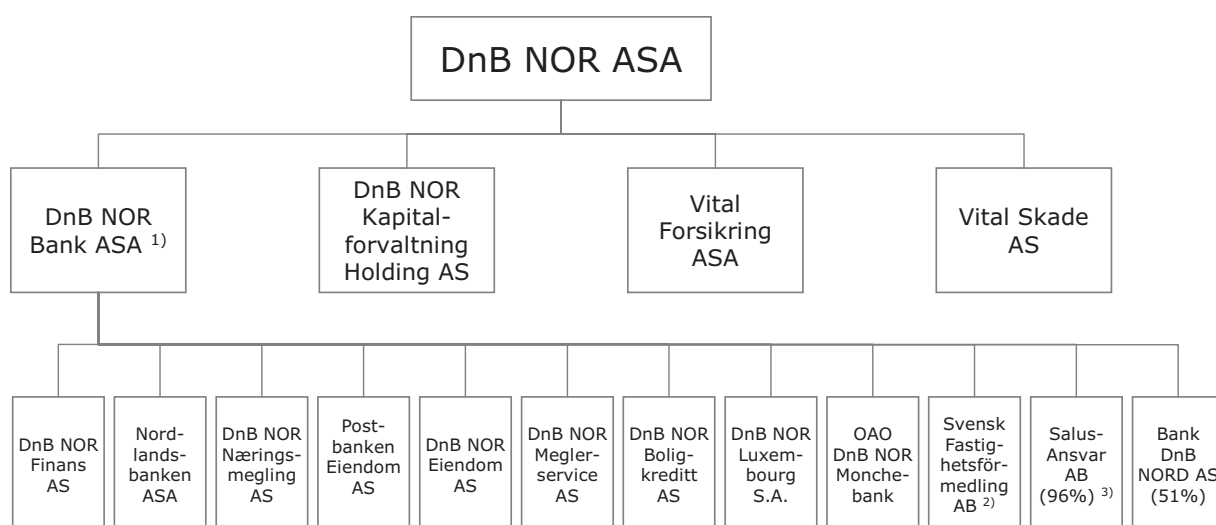 DnB NOR ASA
DnB NOR
Bank ASA 1)
DnB NOR
Kapital-
forvaltning
Holding AS
Vital
Forsikring
ASA
Vital Skade
AS
DnB NOR
Finans
AS
Nord-
lands-
banken
ASA
DnB NOR
Nærings-
megling
AS
Post-
banken
Eiendom
AS
DnB NOR
Eiendom
AS
DnB NOR
Megler-
service
AS
DnB NOR
Bolig-
kreditt
AS
DnB NOR
Luxem-
bourg
S.A.
OAO
DnB NOR
Monche-
bank
Svensk
Fastig-
hetsför-
medling
AB 2)
Salus-
Ansvar
AB
(96%) 3)
Bank
DnB
NORD AS
(51%)